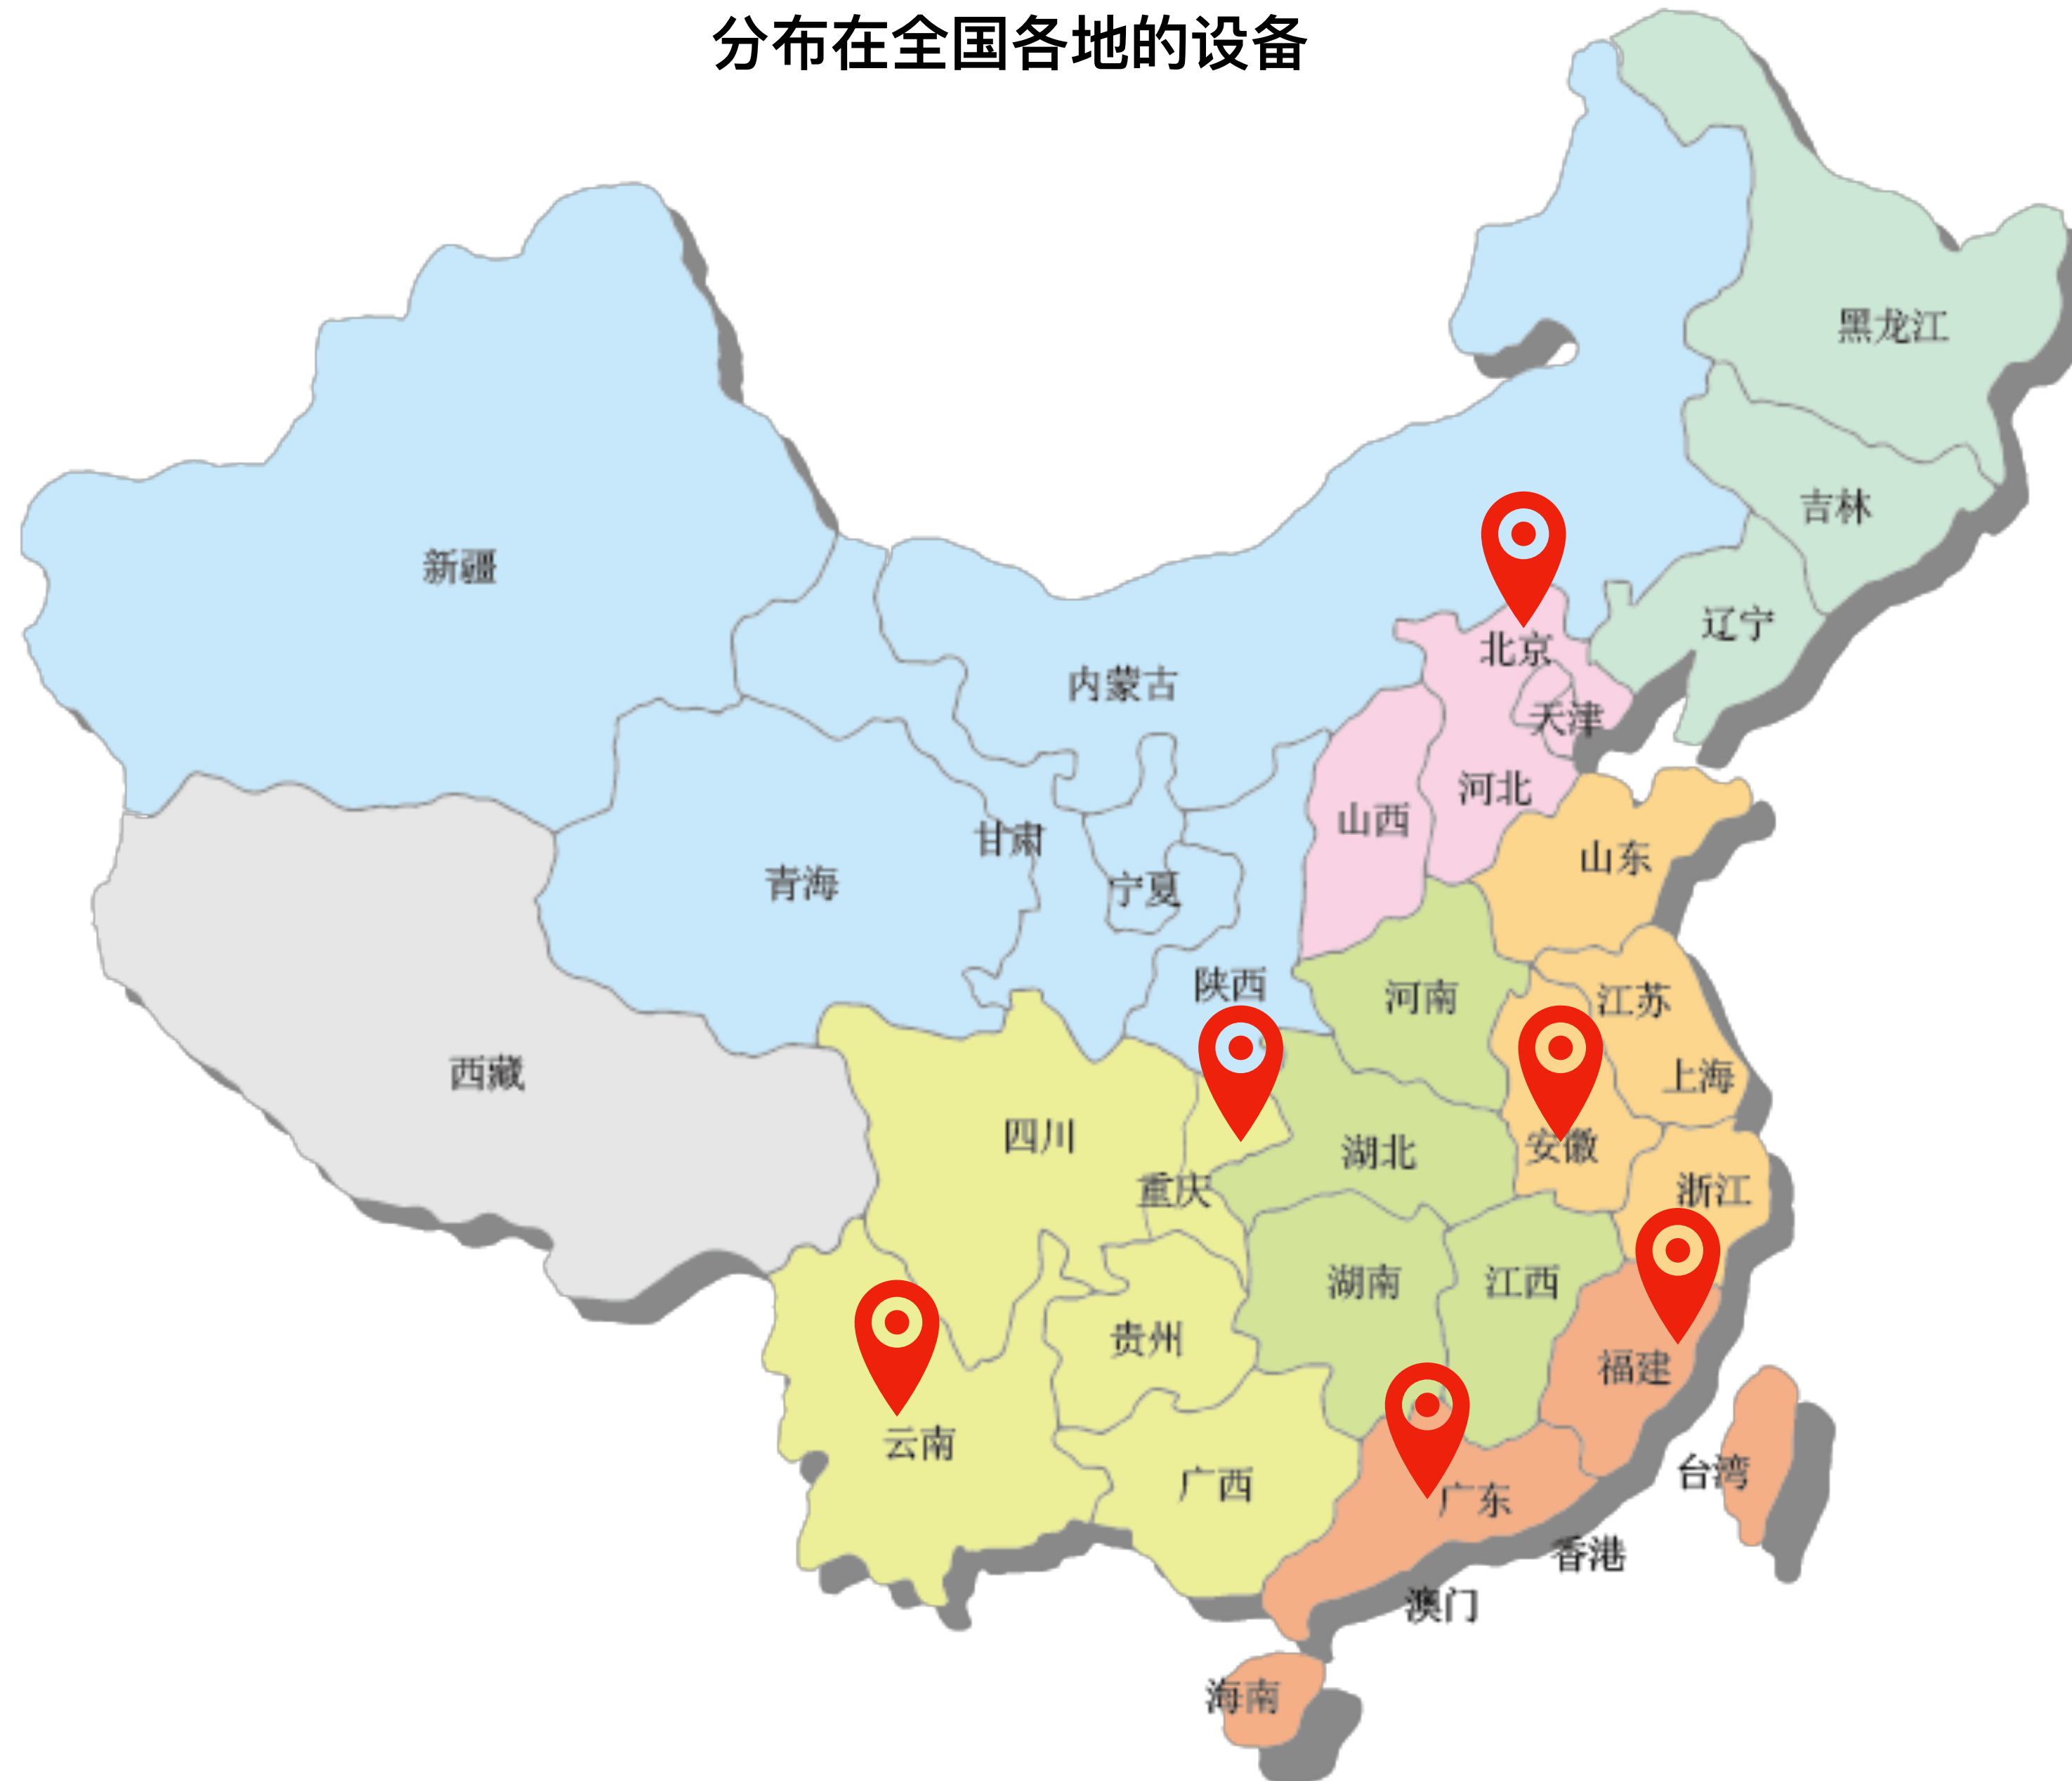 分布在全国各地的设备
黑龙江
吉林
新疆
辽宁
北京
内蒙古
天津
河北
山西
甘肃
山东
青海
宁夏
陕西
河南
江苏
西藏
上海
四川
湖北
安徽
重庆
浙江
湖南
江西
贵州
福建
云南
台湾
广西
广东
香港
澳门
海南